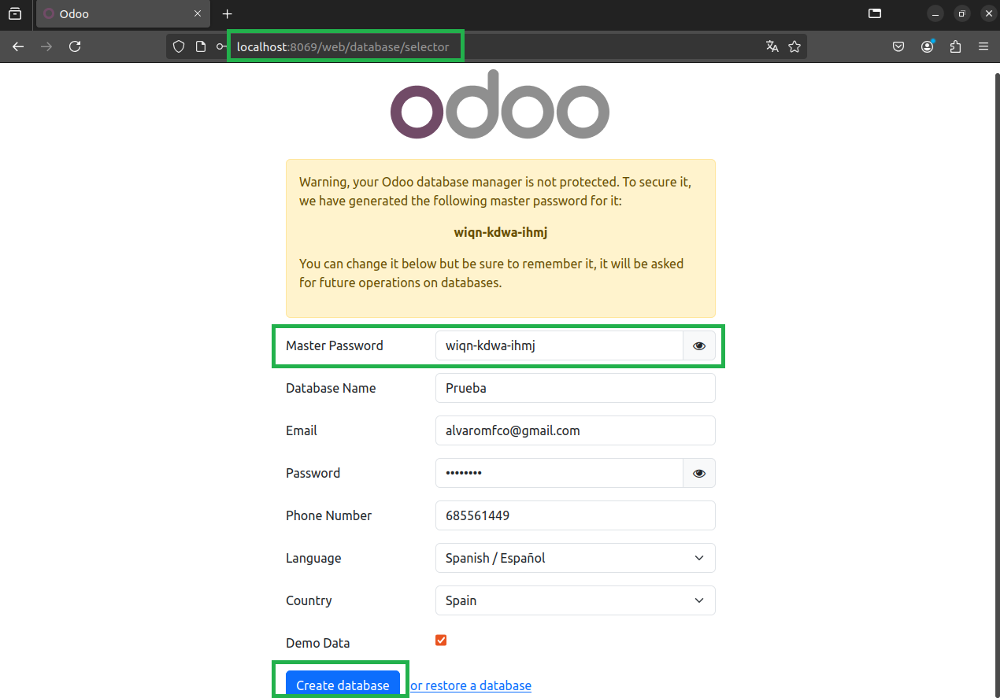 Odoo
localhost:8069/web/database/selector
odoo
Warning, your Odoo database manager is not protected. To secure it,
we have generated the following master password for it:
wiqn-kdwa-ihmj
You can change it below but be sure to remember it, it will be asked
for future operations on databases.
Master Password wiqn-kdwa-ihmj
Database Name Prueba
Email alvaromfco@gmail.com
Password ••••••••
Phone Number 685561449
Language Spanish / Español
Country Spain
Demo Data
Create database or restore a database